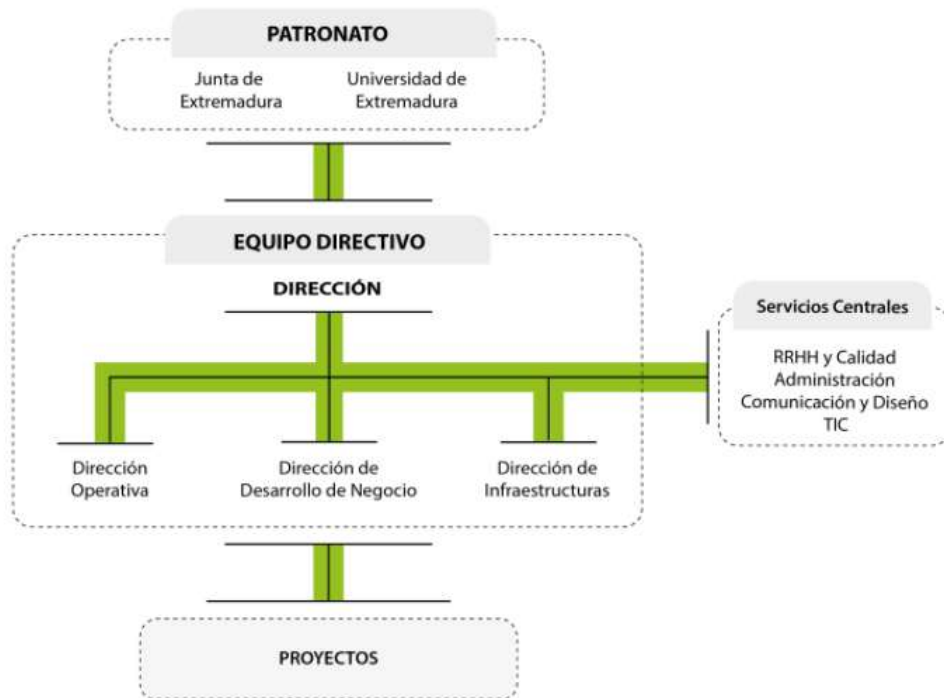 PATRONATO
Junta de
Extremadura
Universidad de
Extremadura
EQUIPO DIRECTIVO
DIRECCIÓN
Dirección
Operativa
Dirección de
Desarrollo de Negocio
Dirección de
Infraestructuras
Servicios Centrales
RRHH y Calidad
Administración
Comunicación y Diseño
TIC
PROYECTOS